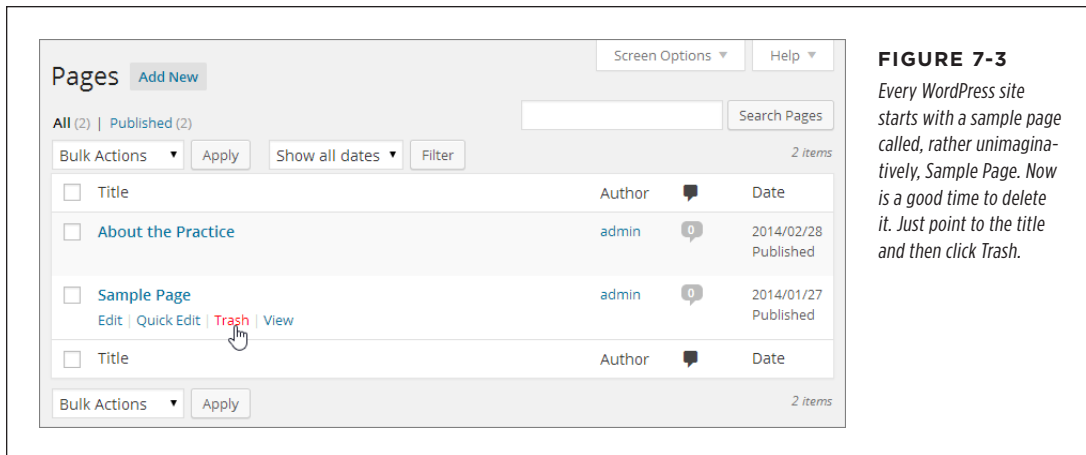 Screen Options ▼ Help ▼
Pages Add New
All (2) | Published (2)
Search Pages
Bulk Actions ▼ Apply Show all dates ▼ Filter 2 items
Title Author Date
About the Practice admin 0 2014/02/28
Published
Sample Page admin 0 2014/01/27
Edit | Quick Edit | Trash | View Published
Title Author Date
Bulk Actions ▼ Apply 2 items
FIGURE 7-3
Every WordPress site
starts with a sample page
called, rather unimagina-
tively, Sample Page. Now
is a good time to delete
it. Just point to the title
and then click Trash.